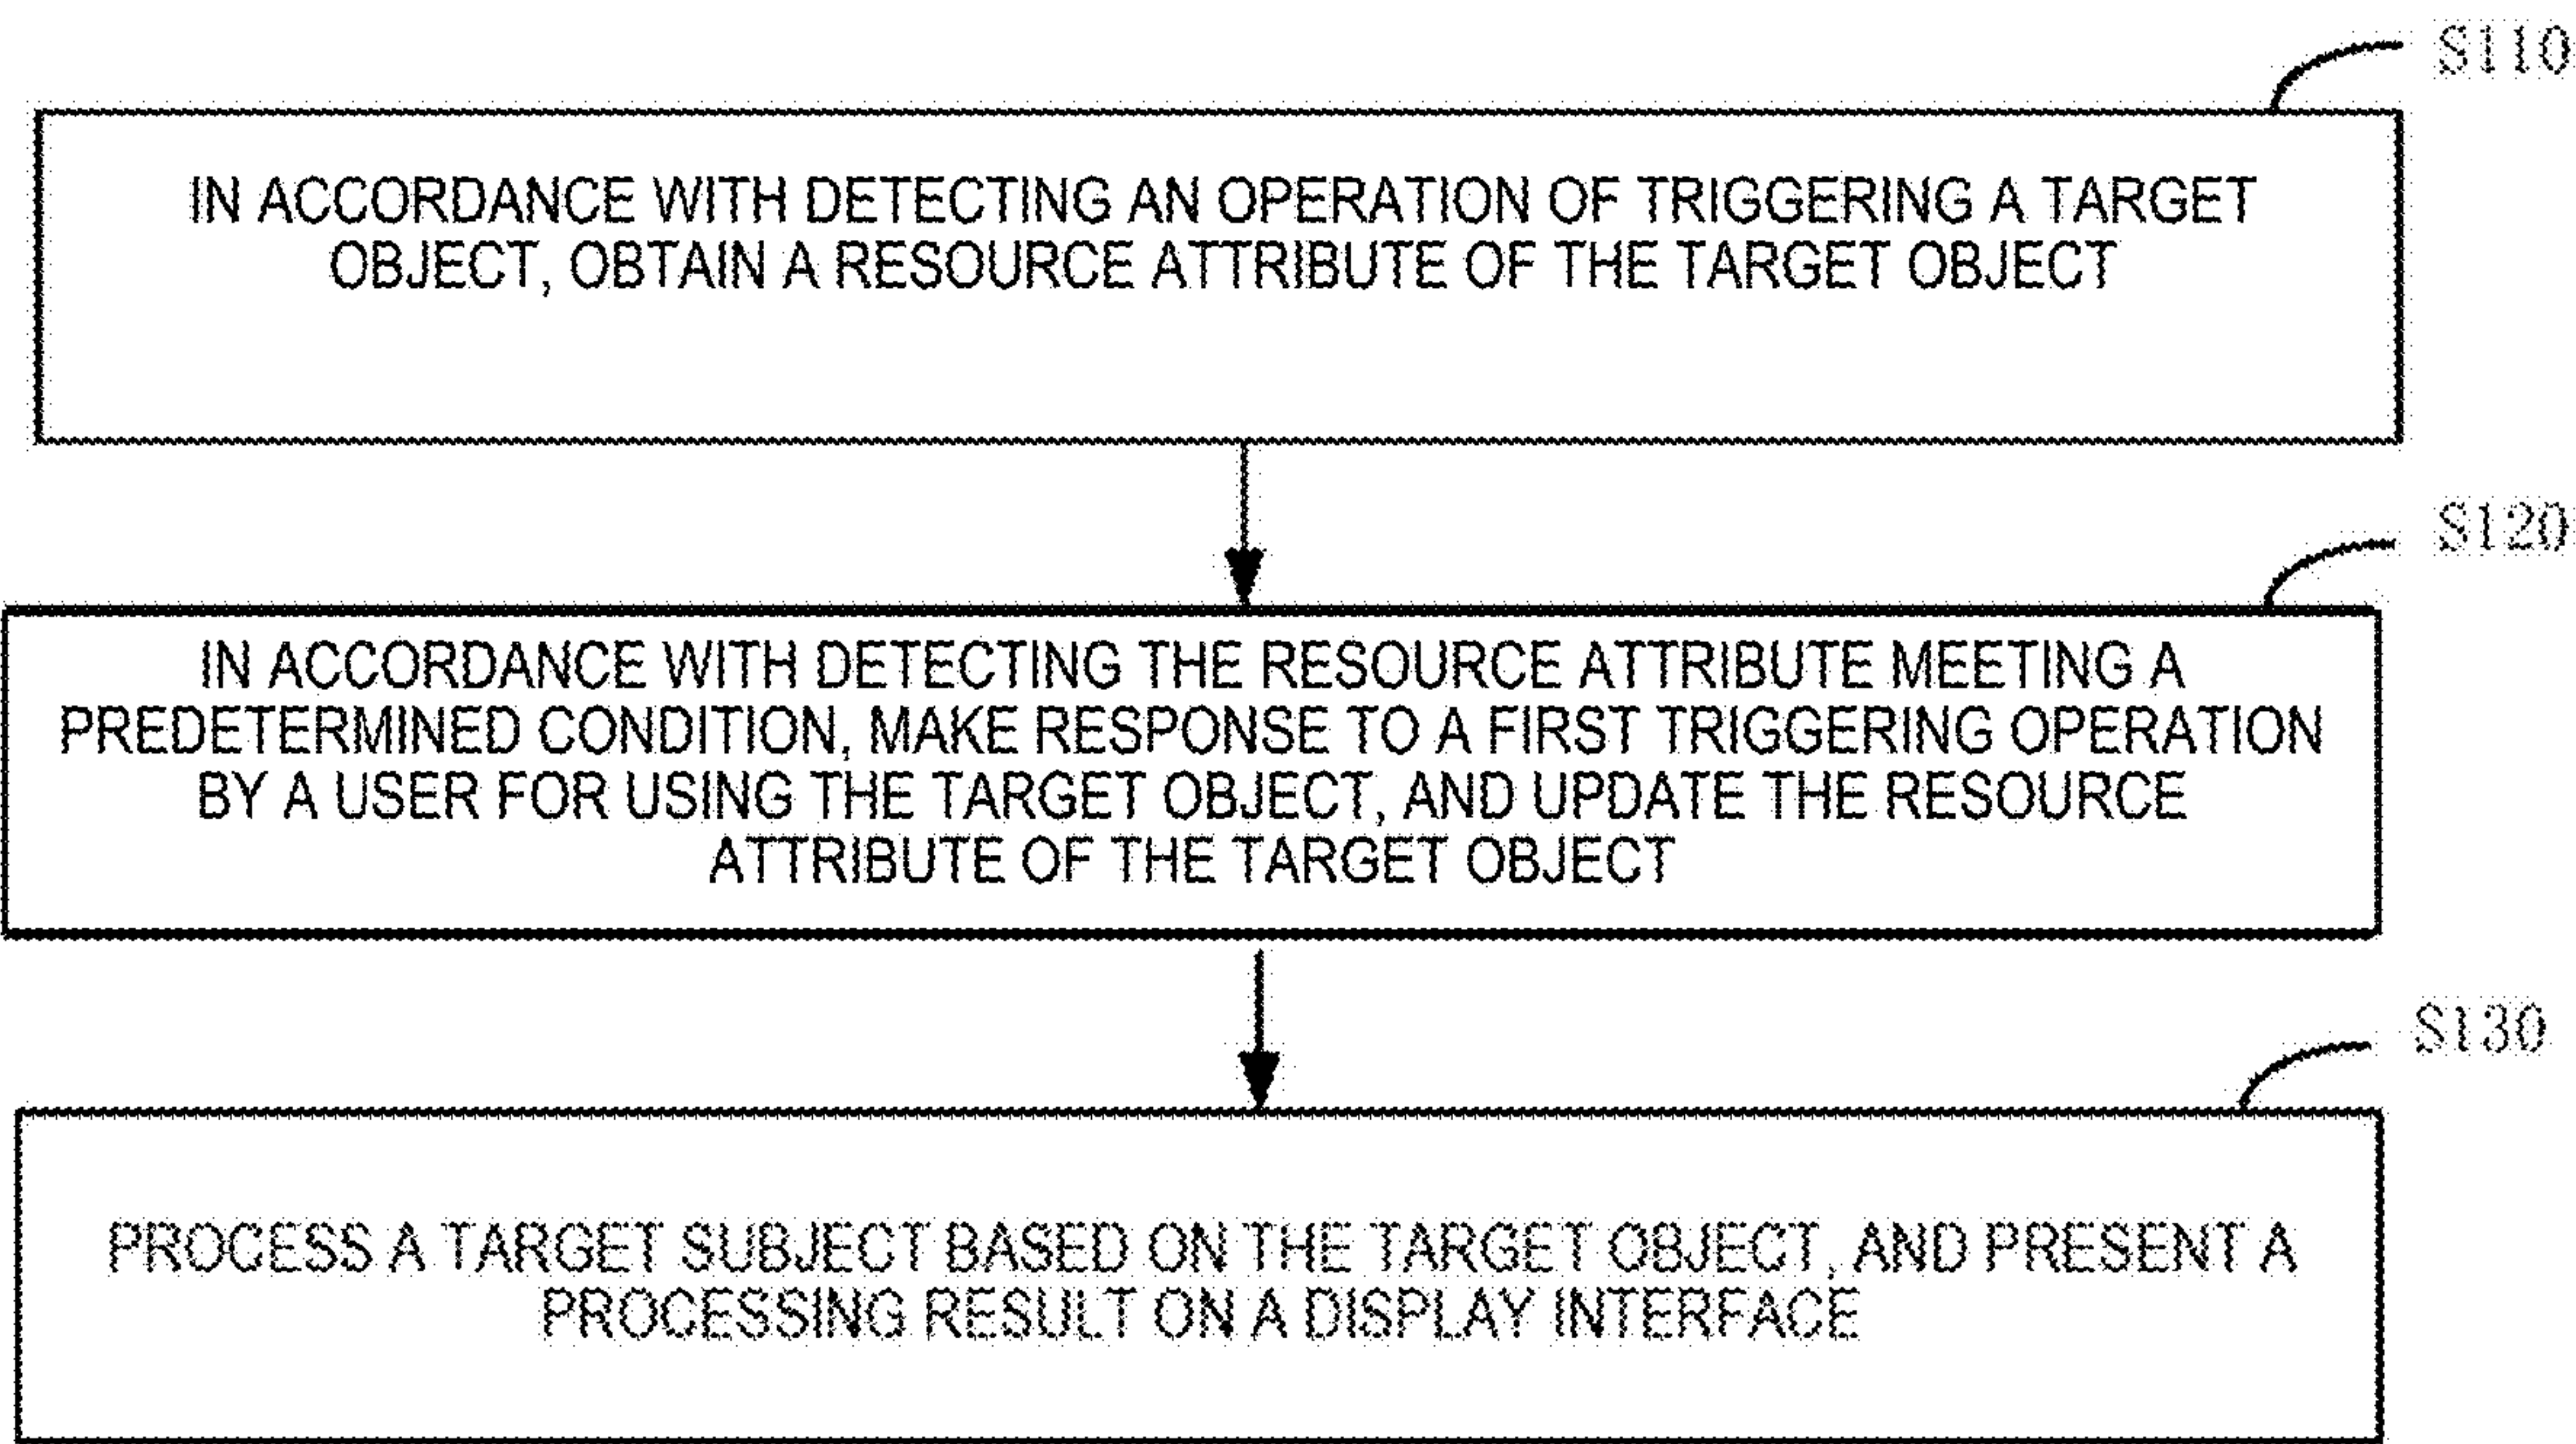 S110
IN ACCORDANCE WITH DETECTING AN OPERATION OF TRIGGERING A TARGET
OBJECT, OBTAIN A RESOURCE ATTRIBUTE OF THE TARGET OBJECT
S120
IN ACCORDANCE WITH DETECTING THE RESOURCE ATTRIBUTE MEETING A
PREDETERMINED CONDITION, MAKE RESPONSE TO A FIRST TRIGGERING OPERATION
BY A USER FOR USING THE TARGET OBJECT, AND UPDATE THE RESOURCE
ATTRIBUTE OF THE TARGET OBJECT
S130
PROCESS A TARGET SUBJECT BASED ON THE TARGET OBJECT, AND PRESENT A
PROCESSING RESULT ON A DISPLAY INTERFACE